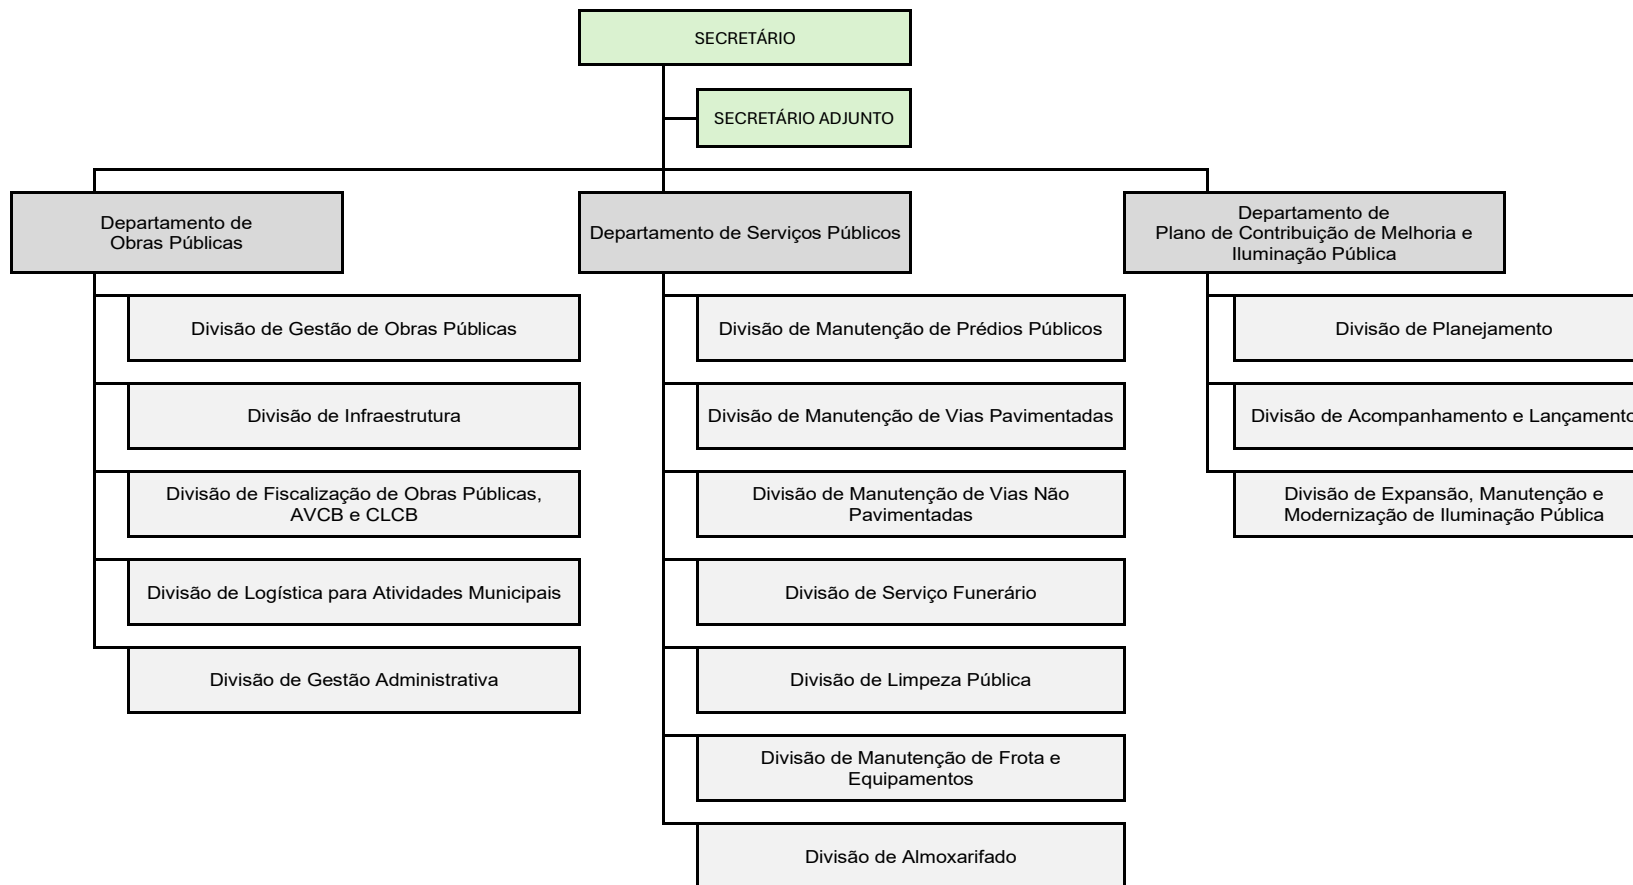 SECRETÁRIO
SECRETÁRIO ADJUNTO
Departamento de
Obras Públicas
Departamento de Serviços Públicos
Departamento de
Plano de Contribuição de Melhoria e
Iluminação Pública
Divisão de Gestão de Obras Públicas
Divisão de Infraestrutura
Divisão de Fiscalização de Obras Públicas,
AVCB e CLCB
Divisão de Logística para Atividades Municipais
Divisão de Gestão Administrativa
Divisão de Manutenção de Prédios Públicos
Divisão de Manutenção de Vias Pavimentadas
Divisão de Manutenção de Vias Não
Pavimentadas
Divisão de Serviço Funerário
Divisão de Limpeza Pública
Divisão de Manutenção de Frota e
Equipamentos
Divisão de Almoxarifado
Divisão de Planejamento
Divisão de Acompanhamento e Lançamento
Divisão de Expansão, Manutenção e
Modernização de Iluminação Pública